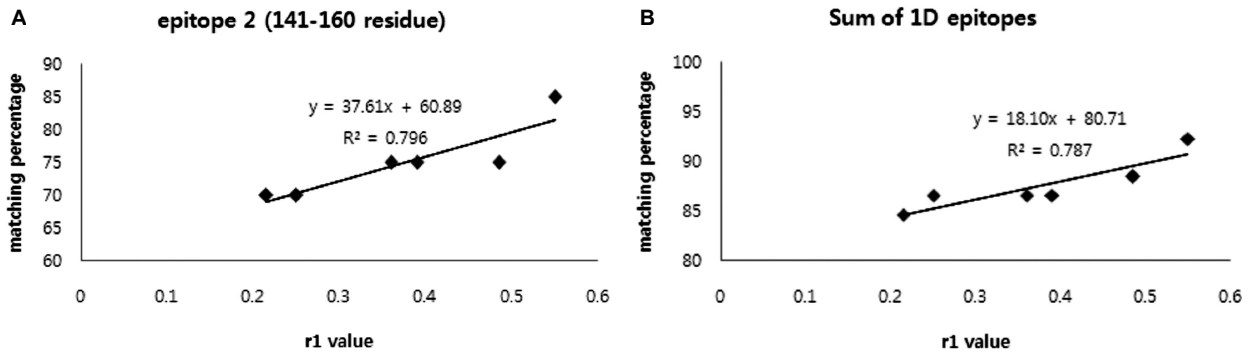 A
epitope 2 (141-160 residue)
matching percentage
90
85
80
75
70
65
60
y = 37.61x + 60.89
R² = 0.796
0 0.1 0.2 0.3 0.4 0.5 0.6
r1 value
B
Sum of 1D epitopes
matching percentage
100
95
90
85
80
y = 18.10x + 80.71
R² = 0.787
0 0.1 0.2 0.3 0.4 0.5 0.6
r1 value